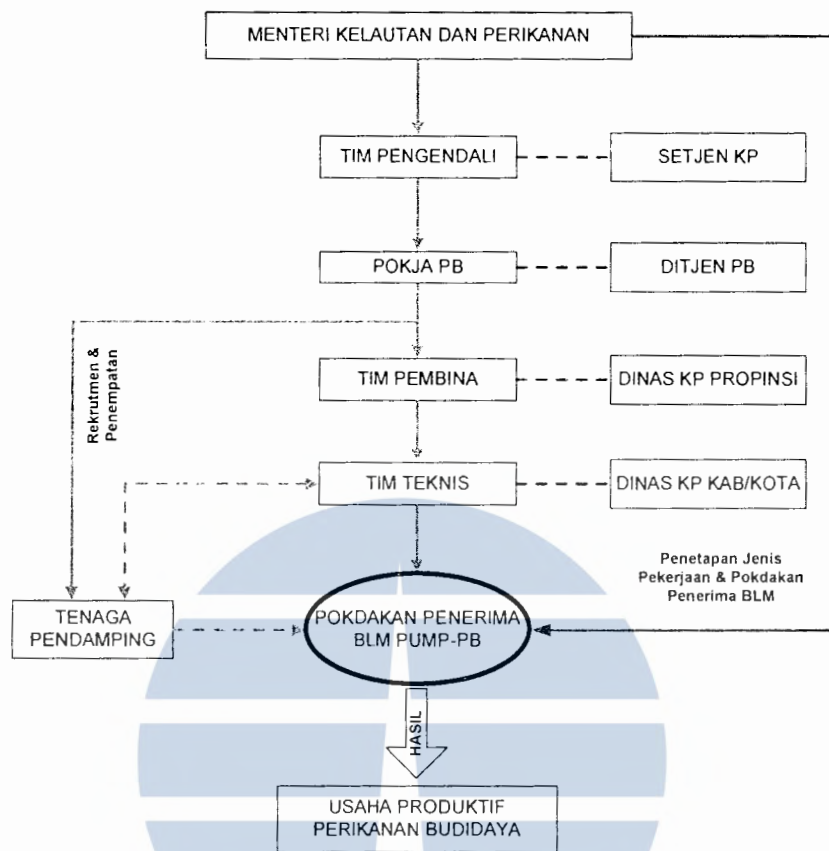 MENTERI KELAUTAN DAN PERIKANAN
TIM PENGENDALI
SETJEN KP
POKJA PB
DITJEN PB
Rekrutmen &
Penempatan
TIM PEMBINA
DINAS KP PROPINSI
TIM TEKNIS
DINAS KP KAB/KOTA
Penetapan Jenis
Pekerjaan & Pokdakan
Penerima BLM
TENAGA
PENDAMPING
POKDAKAN PENERIMA
BLM PUMP-PB
HASIL
USAHA PRODUKTIF
PERIKANAN BUDIDAYA